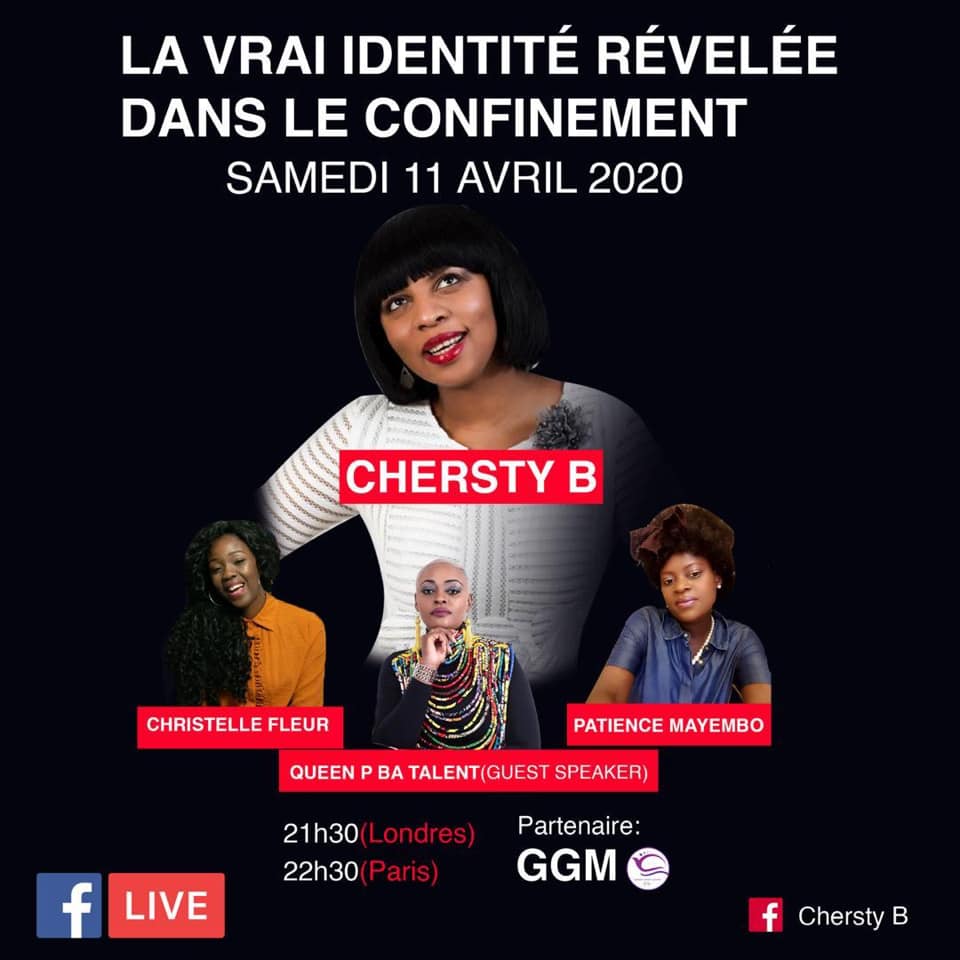 LA VRAI IDENTITÉ RÉVELÉE
DANS LE CONFINEMENT
SAMEDI 11 AVRIL 2020
CHERSTY B
CHRISTELLE FLEUR
PATIENCE MAYEMBO
QUEEN P BA TALENT(GUEST SPEAKER)
21h30(Londres)
22h30(Paris)
Partenaire:
GGM
f LIVE
f Chersty B